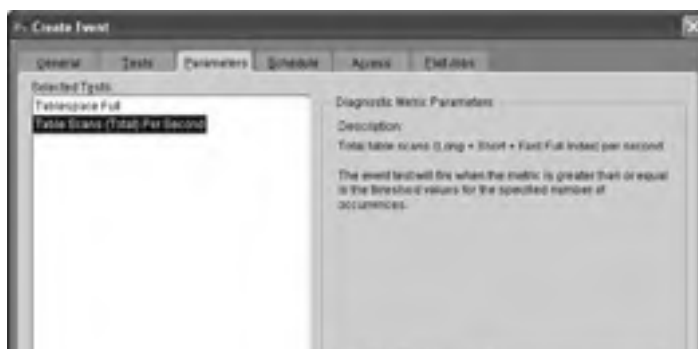 Create Event
General Tests Parameters Schedule Access Fixit Jobs
Selected Tests:
Tablespace Full
Table Scans (Total) Per Second
Diagnostic Metric Parameters
Description:
Total table scans (Long + Short + Fast Full Index) per second
The event test will fire when the metric is greater than or equal
to the threshold values for the specified number of
occurrences.